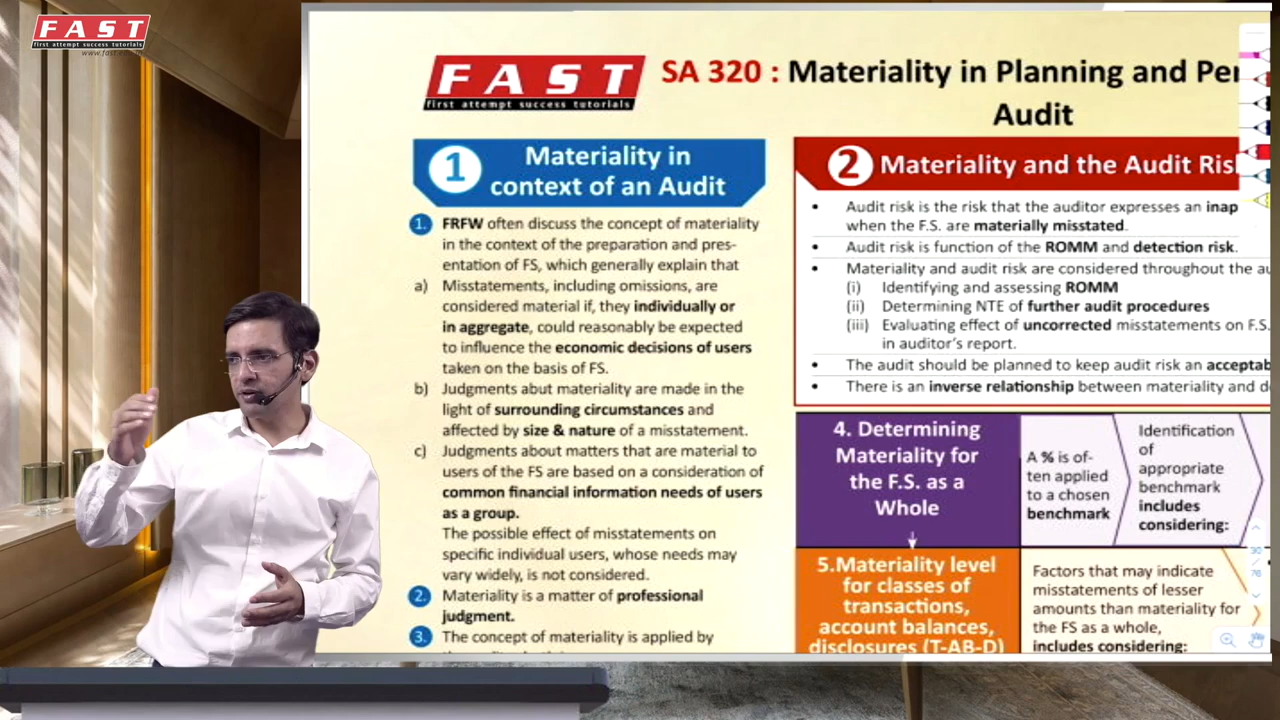 FAST
first attempt success tutorials
FAST
first attempt success tutorials
SA 320 : Materiality in Planning and Per
Audit
1
Materiality in
context of an Audit
1. FRFW often discuss the concept of materiality
in the context of the preparation and pres-
entation of FS, which generally explain that
a) Misstatements, including omissions, are
considered material if, they individually or
in aggregate, could reasonably be expected
to influence the economic decisions of users
taken on the basis of FS.
b) Judgments abut materiality are made in the
light of surrounding circumstances and
affected by size & nature of a misstatement.
c) Judgments about matters that are material to
users of the FS are based on a consideration of
common financial information needs of users
as a group.
The possible effect of misstatements on
specific individual users, whose needs may
vary widely, is not considered.
2. Materiality is a matter of professional
judgment.
3. The concept of materiality is applied by
2 Materiality and the Audit Ris
• Audit risk is the risk that the auditor expresses an inap
when the F.S. are materially misstated.
• Audit risk is function of the ROMM and detection risk.
• Materiality and audit risk are considered throughout the au
(i) Identifying and assessing ROMM
(ii) Determining NTE of further audit procedures
(iii) Evaluating effect of uncorrected misstatements on F.S.
in auditor's report.
• The audit should be planned to keep audit risk an acceptab
• There is an inverse relationship between materiality and de
4. Determining
Materiality for
the F.S. as a
Whole
A % is of-
ten applied
to a chosen
benchmark
Identification
of
appropriate
benchmark
includes
considering:
5.Materiality level
for classes of
transactions,
account balances,
disclosures (T-AB-D)
Factors that may indicate
misstatements of lesser
amounts than materiality for
the FS as a whole,
includes considering: